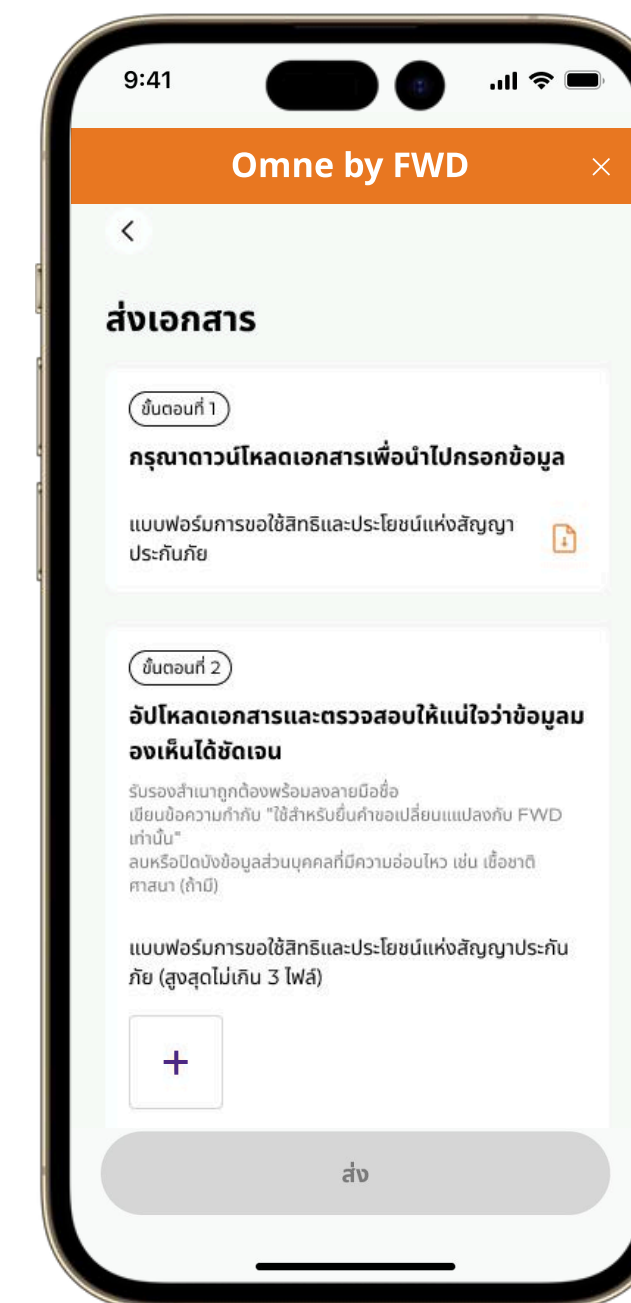 9:41
Omne by FWD
ส่งเอกสาร
ขั้นตอนที่ 1
กรุณาดาวน์โหลดเอกสารเพื่อนำไปกรอกข้อมูล
แบบฟอร์มการขอใช้สิทธิและประโยชน์แห่งสัญญา
ประกันภัย
ขั้นตอนที่ 2
อัปโหลดเอกสารและตรวจสอบให้แน่ใจว่าข้อมูลม
องเห็นได้ชัดเจน
รับรองสำเนาถูกต้องพร้อมลงลายมือชื่อ
เขียนข้อความกำกับ "ใช้สำหรับยื่นคำขอเปลี่ยนแแปลงกับ FWD
เท่านั้น"
ลบหรือปิดบังข้อมูลส่วนบุคคลที่มีความอ่อนไหว เช่น เชื้อชาติ
ศาสนา (ถ้ามี)
แบบฟอร์มการขอใช้สิทธิและประโยชน์แห่งสัญญาประกัน
ภัย (สูงสุดไม่เกิน 3 ไฟล์)
ส่ง